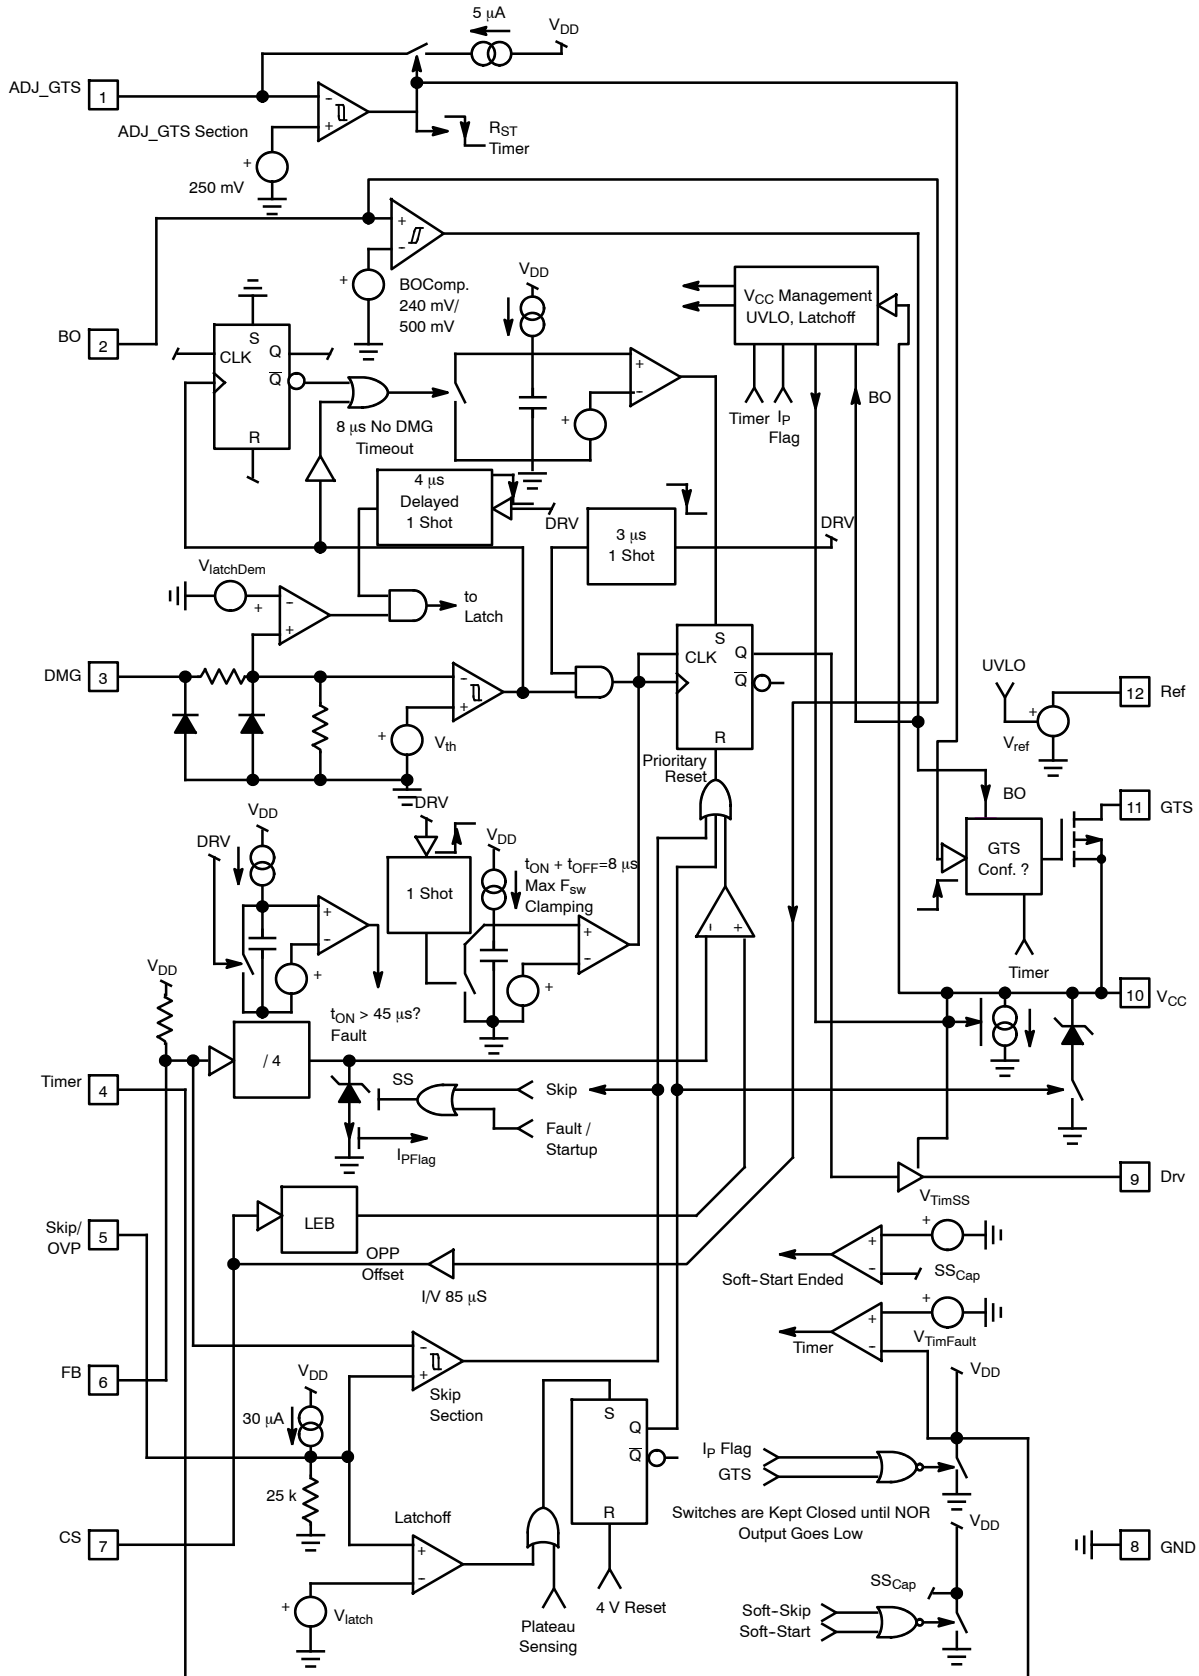 5 μA
VDD
ADJ_GTS
1
-
+
ADJ_GTS Section
RST
Timer
+
250 mV
+
-
+
BOComp.
240 mV/
500 mV
VDD
VCC Management
UVLO, Latchoff
BO
2
S
CLK
Q
Q
R
8 μs No DMG
Timeout
+
-
+
Timer
IP
Flag
BO
4 μs
Delayed
1 Shot
DRV
3 μs
1 Shot
DRV
VlatchDem
+
-
+
to
Latch
S
CLK
Q
Q
R
DMG
3
-
+
+
Vth
UVLO
+
Vref
12
Ref
Prioritary
Reset
BO
11
GTS
GTS
Conf. ?
Timer
VDD
DRV
+
-
+
DRV
1 Shot
VDD
tON + tOFF=8 μs
Max Fsw
Clamping
+
-
+
-
+
VDD
tON > 45 μs?
Fault
10
VCC
/ 4
Timer
4
SS
Skip
Fault /
Startup
IPFlag
9
Drv
Skip/
OVP
5
LEB
OPP
Offset
I/V 85 μS
VTimSS
+
+
-
Soft-Start Ended
SSCap
+
+
-
Timer
VTimFault
FB
6
VDD
30 μA
-
+
Skip
Section
S
Q
Q
R
VDD
IP Flag
GTS
25 k
Switches are Kept Closed until NOR
Output Goes Low
CS
7
Latchoff
+
-
+
Vlatch
Plateau
Sensing
4 V Reset
VDD
8
GND
SSCap
Soft-Skip
Soft-Start